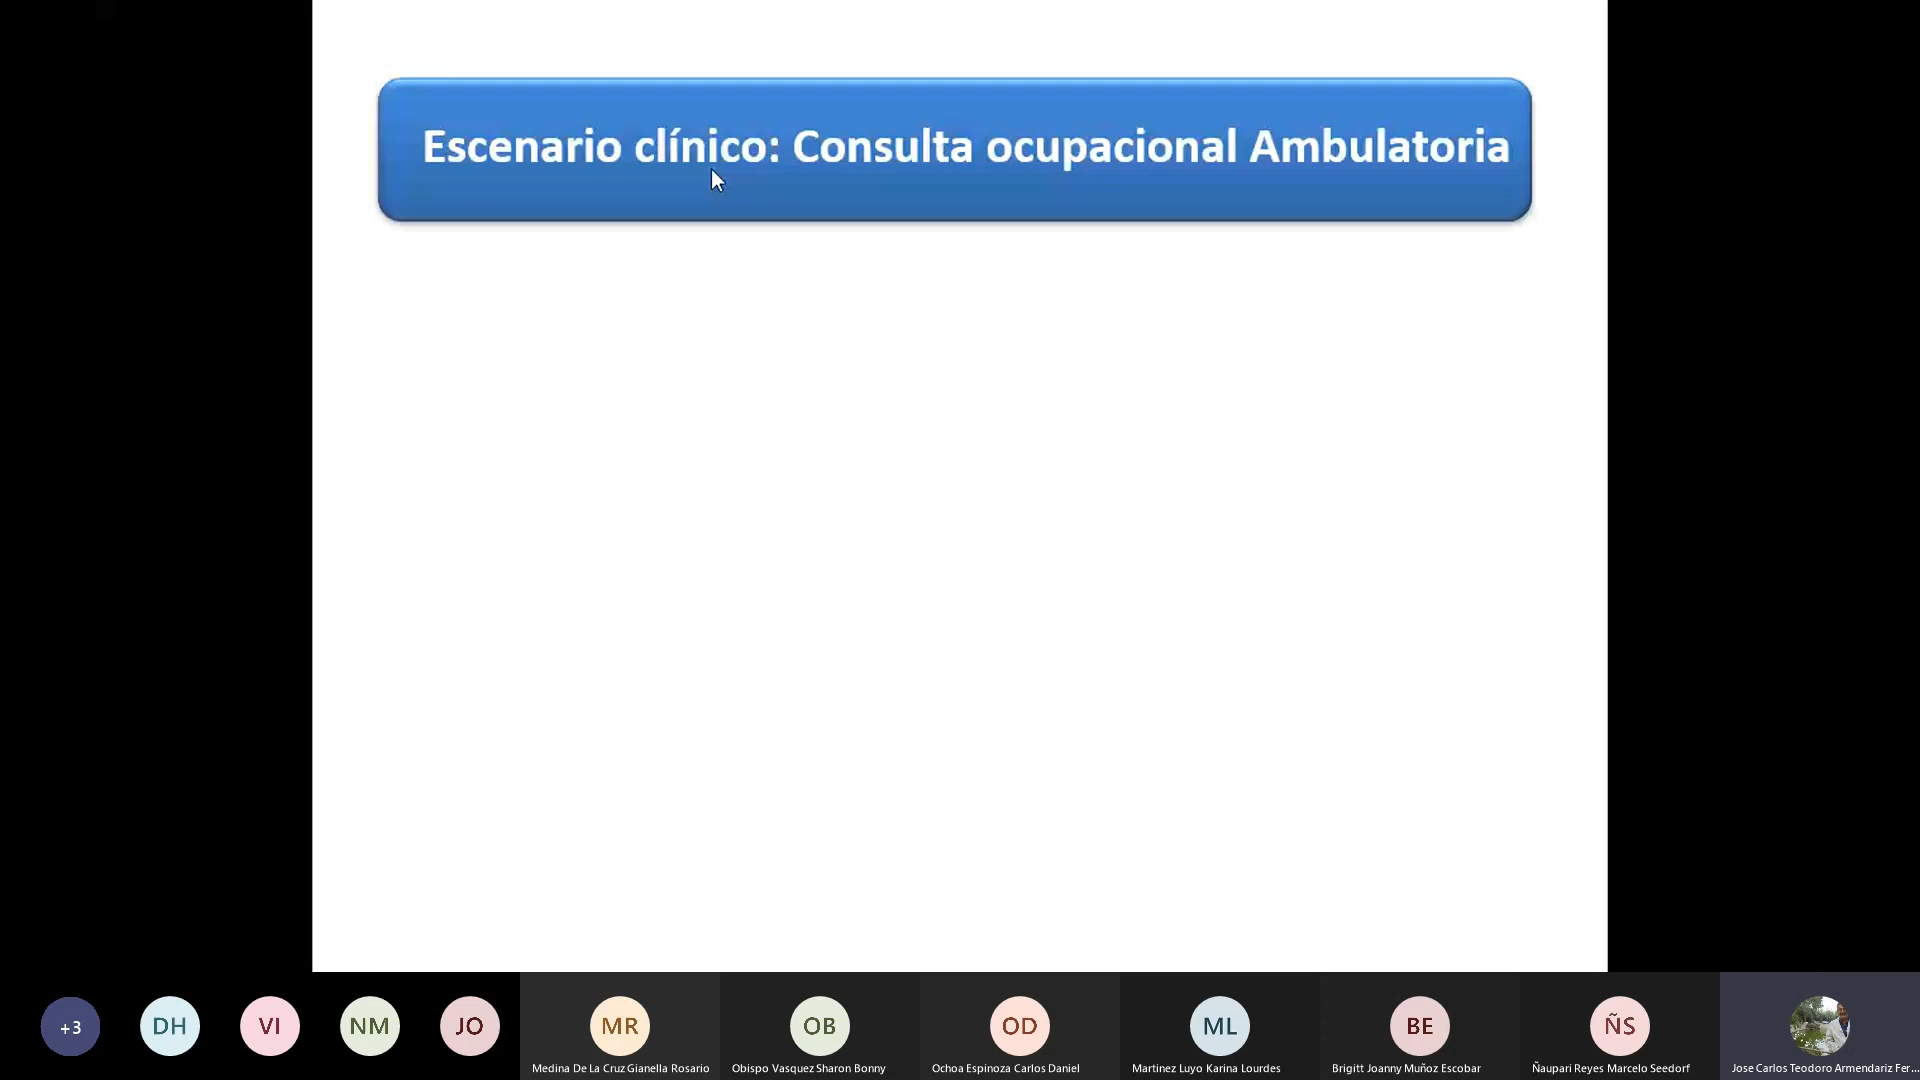 Escenario clínico: Consulta ocupacional Ambulatoria
+3
DH
VI
NM
JO
MR
OB
OD
ML
BE
ÑS
Medina De La Cruz Gianella Rosario
Obispo Vasquez Sharon Bonny
Ochoa Espinoza Carlos Daniel
Martinez Luyo Karina Lourdes
Brigitt Joanny Muñoz Escobar
Ñaupari Reyes Marcelo Seedorf
Jose Carlos Teodoro Armendariz Fer...